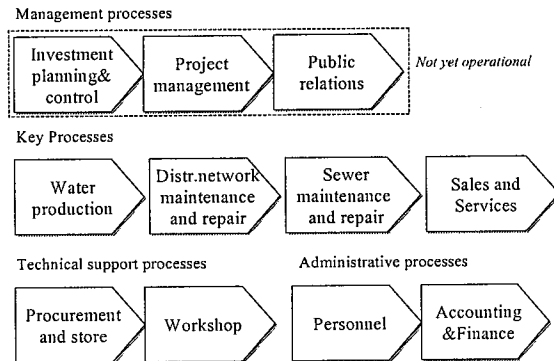 Management processes
Investment
planning&
control
Project
management
Public
relations
Not yet operational
Key Processes
Water
production
Distr.network
maintenance
and repair
Sewer
maintenance
and repair
Sales and
Services
Technical support processes
Administrative processes
Procurement
and store
Workshop
Personnel
Accounting
&Finance